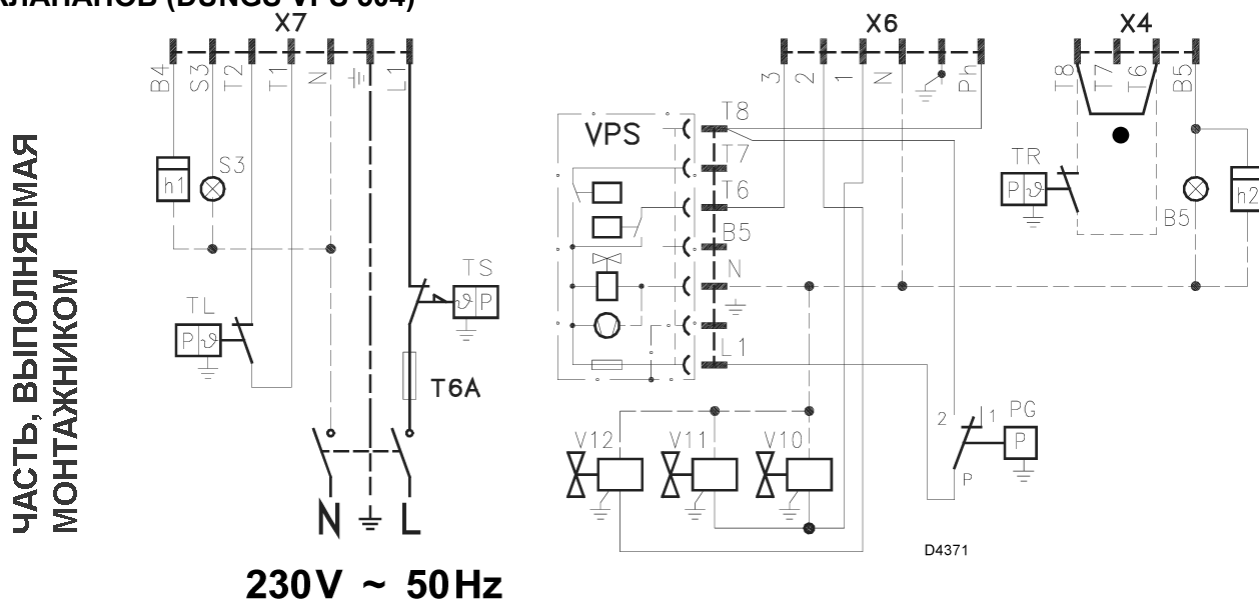 КЛАПАНОВ (DUNGS VPS 504)
X7
X6
X4
B4 S3 T2 T1 N L1
3 2 1 N Ph
T8 T7 T6 B5
ЧАСТЬ, ВЫПОЛНЯЕМАЯ
МОНТАЖНИКОМ
VPS
T8
T7
T6
B5
N
L1
h1
S3
TS
ϑ P
TL
P ϑ
T6A
TR
P ϑ
B5
h2
V12 V11 V10
2 1 PG
P
P
N L
D4371
230V ~ 50Hz